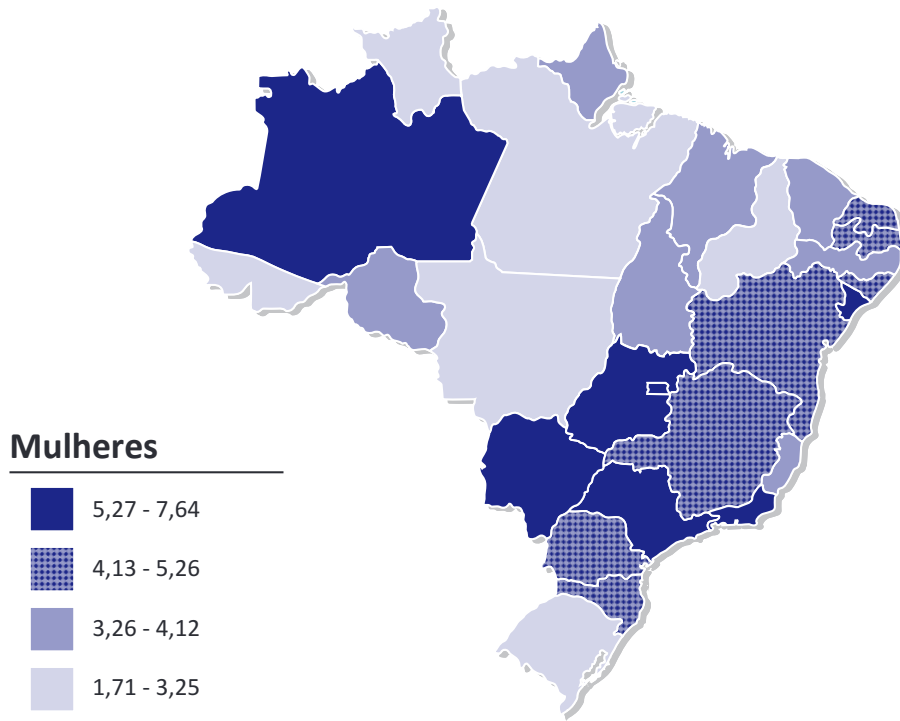 Mulheres
5,27 - 7,64
4,13 - 5,26
3,26 - 4,12
1,71 - 3,25